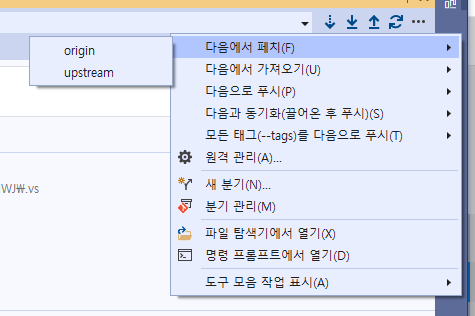 다음에서 페치(F)
origin
upstream
다음에서 가져오기(U)
다음으로 푸시(P)
다음과 동기화(끌어온 후 푸시)(S)
모든 태그(--tags)를 다음으로 푸시(T)
원격 관리(A)...
WJ₩.vs
새 분기(N)...
분기 관리(M)
파일 탐색기에서 열기(X)
명령 프롬프트에서 열기(D)
도구 모음 작업 표시(A)